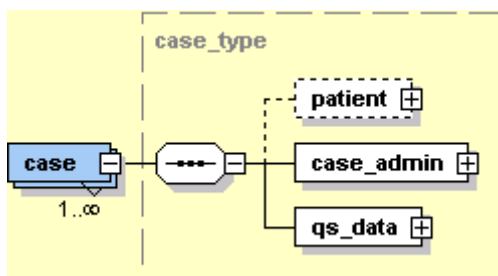 case_type
patient
case
case_admin
1..∞
qs_data